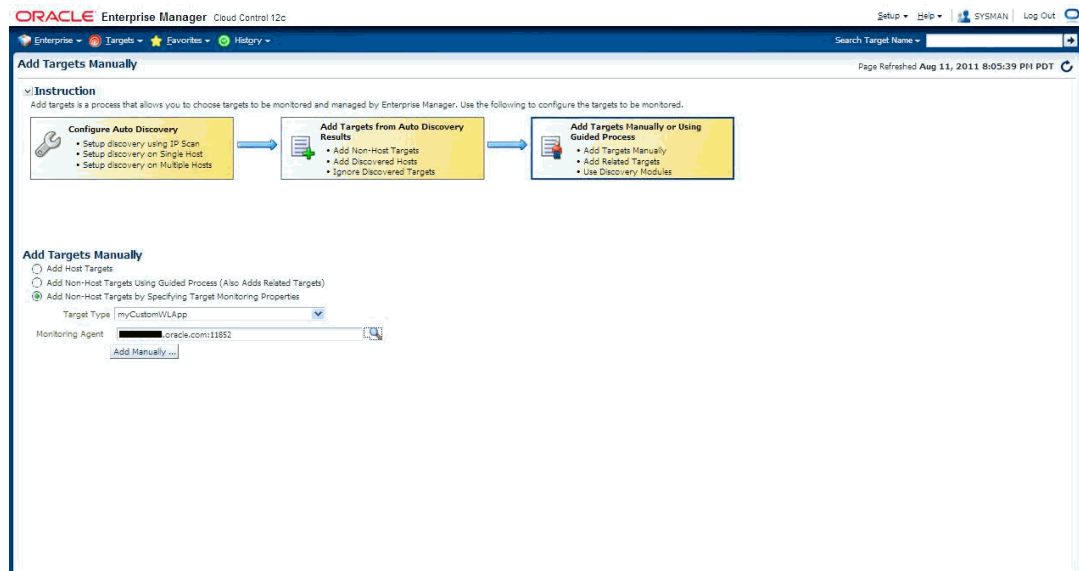 ORACLE Enterprise Manager Cloud Control 12c
Setup Help SYSMAN Log Out
Enterprise Targets Favorites History Search Target Name
Add Targets Manually
Page Refreshed Aug 11, 2011 8:05:39 PM PDT
Instruction
Add targets is a process that allows you to choose targets to be monitored and managed by Enterprise Manager. Use the following to configure the targets to be monitored.
Configure Auto Discovery
• Setup discovery using IP Scan
• Setup discovery on Single Host
• Setup discovery on Multiple Hosts
Add Targets from Auto Discovery
Results
• Add Non-Host Targets
• Add Discovered Hosts
• Ignore Discovered Targets
Add Targets Manually or Using
Guided Process
• Add Targets Manually
• Add Related Targets
• Use Discovery Modules
Add Targets Manually
Add Host Targets
Add Non-Host Targets Using Guided Process (Also Adds Related Targets)
Add Non-Host Targets by Specifying Target Monitoring Properties
Target Type myCustomWLApp
Monitoring Agent .oracle.com:11852
Add Manually ...